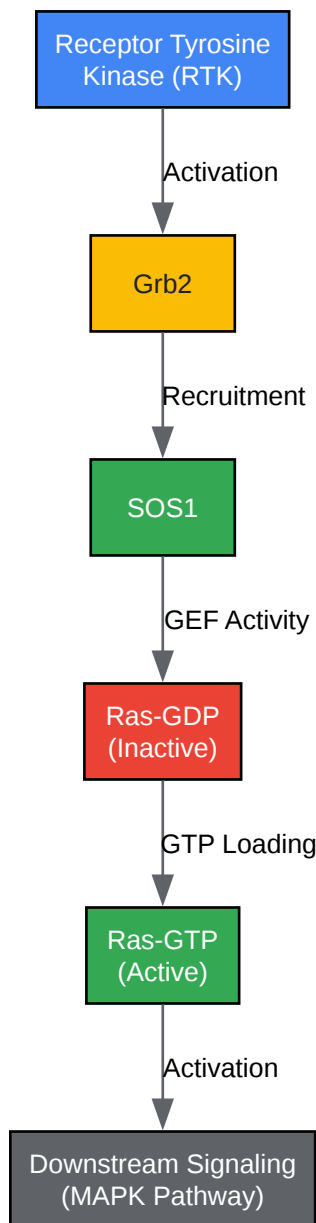 Receptor Tyrosine
Kinase (RTK)
Activation
Grb2
Recruitment
SOS1
GEF Activity
Ras-GDP
(Inactive)
GTP Loading
Ras-GTP
(Active)
Activation
Downstream Signaling
(MAPK Pathway)